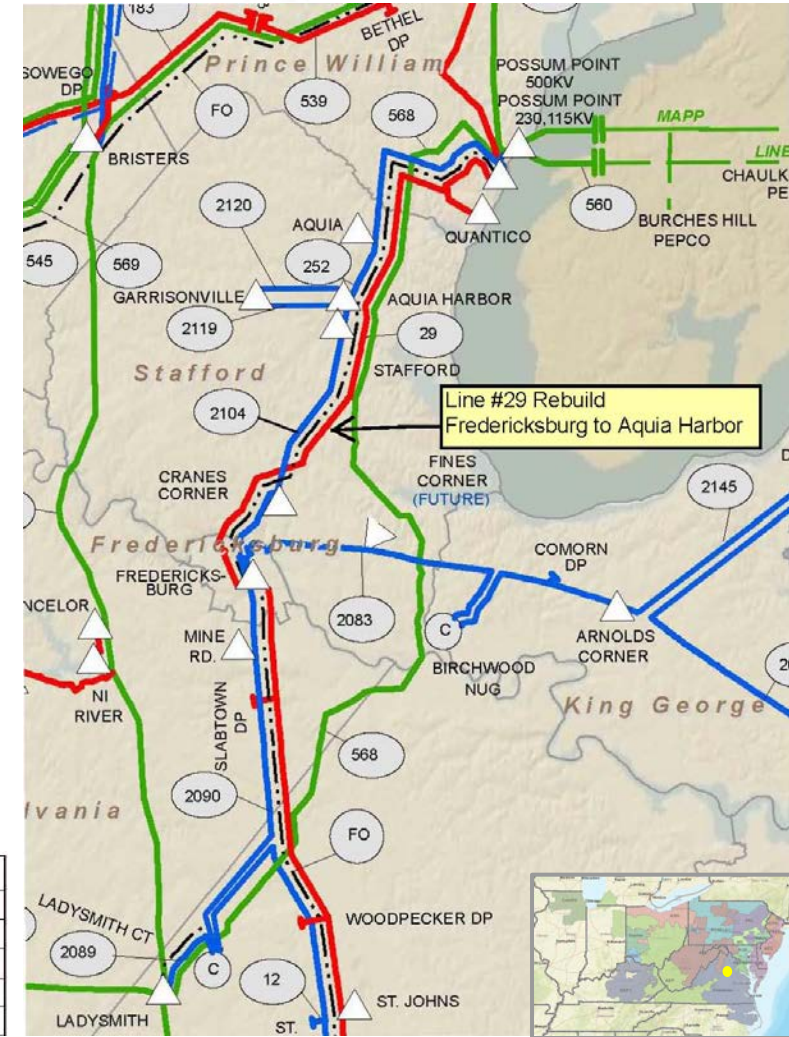 183
BETHEL
DP
Prince William
SOWEGO
DP
POSSUM POINT
500KV
POSSUM POINT
230,115KV
FO
539
568
MAPP
LINE
BRISTERS
CHAULK
PE
2120
560
AQUIA
QUANTICO
BURCHES HILL
PEPCO
545
569
252
GARRISONVILLE
AQUIA HARBOR
2119
29
STAFFORD
Stafford
2104
Line #29 Rebuild
Fredericksburg to Aquia Harbor
CRANES
CORNER
FINES
CORNER
(FUTURE)
2145
Fredericksburg
COMORN
DP
FREDERICKS-
BURG
NCELOR
2083
MINE
RD.
C
ARNOLDS
CORNER
BIRCHWOOD
NUG
NI
RIVER
SLABTOWN
DP
King George
568
2090
lvania
FO
LADYSMITH CT
WOODPECKER DP
2089
C
12
ST. JOHNS
LADYSMITH
ST.